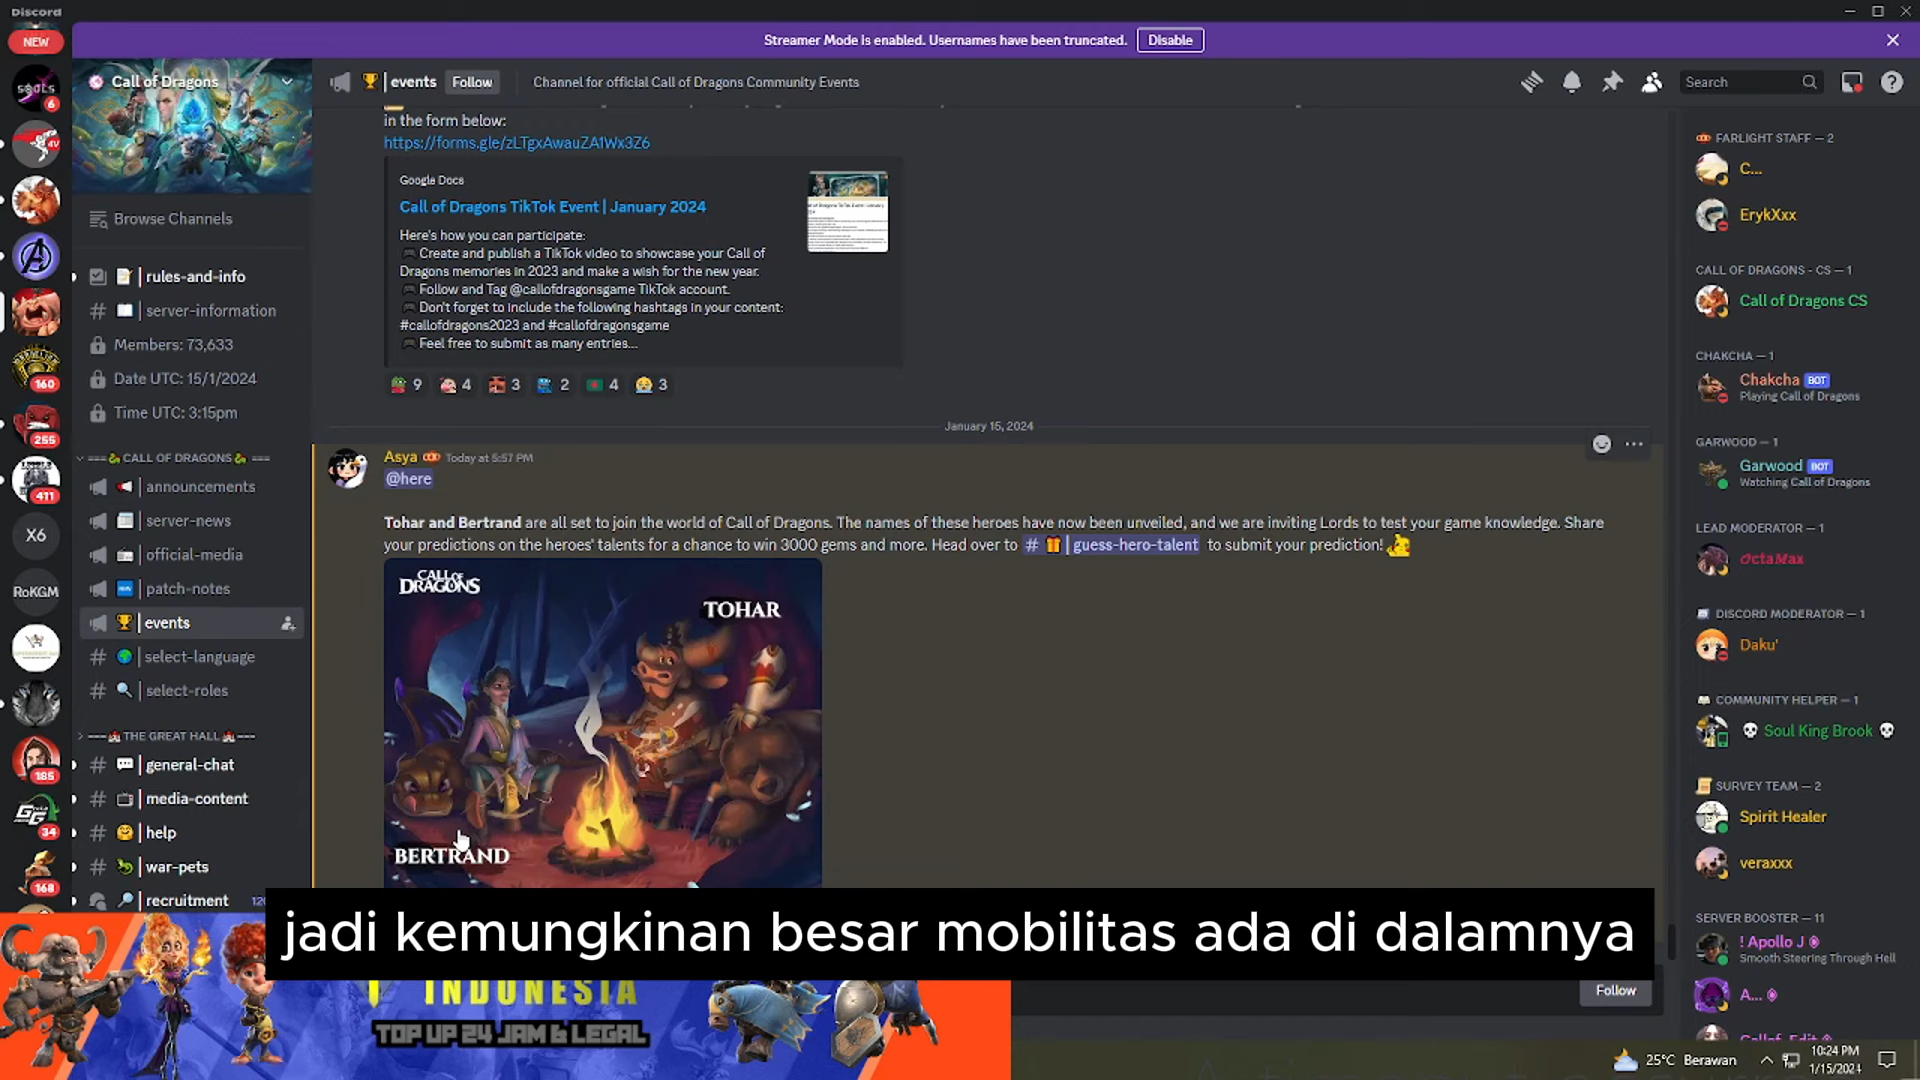 Discord
NEW
Streamer Mode is enabled. Usernames have been truncated.
Disable
Call of Dragons
events
Follow
Channel for official Call of Dragons Community Events
Search
Browse Channels
rules-and-info
server-information
Members: 73,633
Date UTC: 15/1/2024
Time UTC: 3:15pm
===CALL OF DRAGONS ===
announcements
server-news
official-media
patch-notes
events
select-language
select-roles
===THE GREAT HALL ===
general-chat
media-content
help
war-pets
recruitment
6
160
255
411
X6
RoKGM
185
GG
34
168
in the form below:
https://forms.gle/zLTgxAwauZA1Wx3Z6
Google Docs
Call of Dragons TikTok Event | January 2024
Here's how you can participate:
Create and publish a TikTok video to showcase your Call of
Dragons memories in 2023 and make a wish for the new year.
Follow and Tag @callofdragonsgame TikTok account.
Don't forget to include the following hashtags in your content:
#callofdragons2023 and #callofdragonsgame
Feel free to submit as many entries...
9 4 3 2 4 3
January 15, 2024
Asya Today at 5:57 PM
@here
Tohar and Bertrand are all set to join the world of Call of Dragons. The names of these heroes have now been unveiled, and we are inviting Lords to test your game knowledge. Share
your predictions on the heroes' talents for a chance to win 3000 gems and more. Head over to # | guess-hero-talent to submit your prediction!
CALL OF
DRAGONS
TOHAR
BERTRAND
FARLIGHT STAFF — 2
C...
ErykXxx
CALL OF DRAGONS - CS — 1
Call of Dragons CS
CHAKCHA — 1
Chakcha BOT
Playing Call of Dragons
GARWOOD — 1
Garwood BOT
Watching Call of Dragons
LEAD MODERATOR — 1
OctaMax
DISCORD MODERATOR — 1
Daku'
COMMUNITY HELPER — 1
Soul King Brook
SURVEY TEAM — 2
Spirit Healer
veraxxx
SERVER BOOSTER — 11
! Apollo J
Smooth Steering Through Hell
A...
jadi kemungkinan besar mobilitas ada di dalamnya
Follow
INDONESIA
TOP UP 24 JAM & LEGAL
25°C Berawan
10:24 PM
1/15/2024